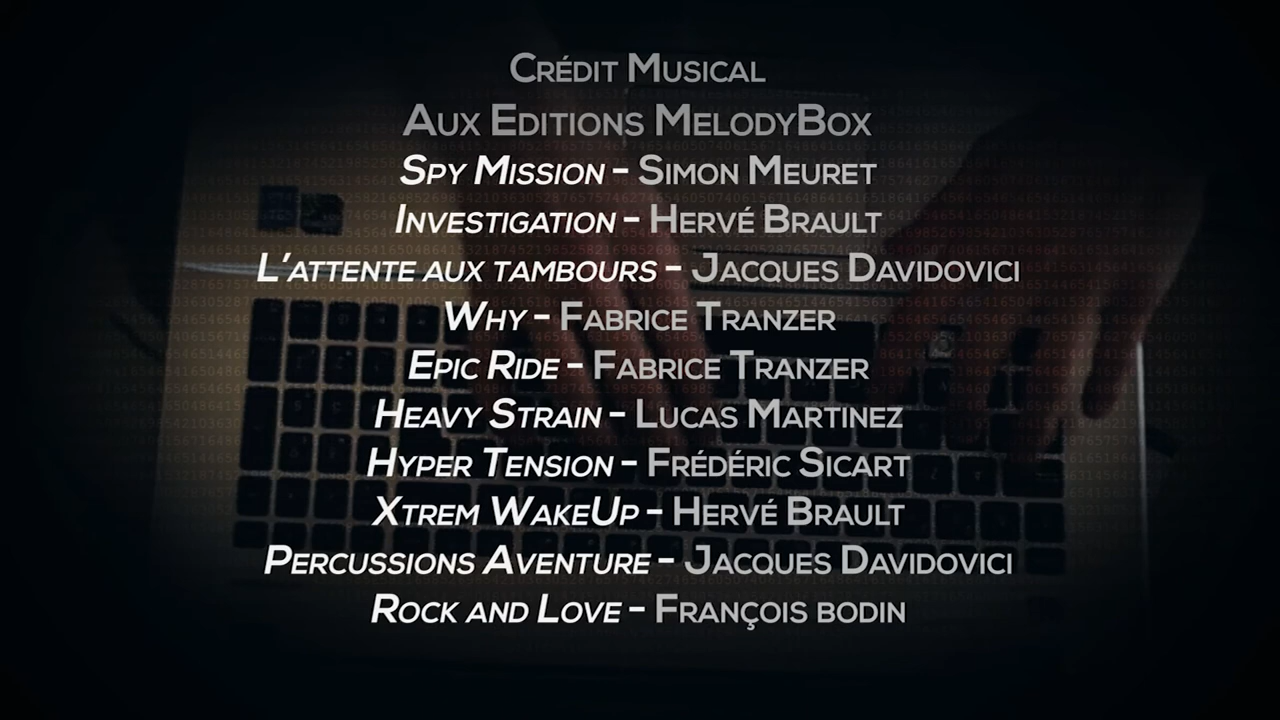 Crédit Musical
Aux Editions MelodyBox
Spy Mission – Simon Meuret
Investigation – Hervé Brault
L'attente aux tambours – Jacques Davidovici
Why – Fabrice Tranzer
Epic Ride – Fabrice Tranzer
Heavy Strain – Lucas Martinez
Hyper Tension – Frédéric Sicart
Xtrem WakeUp – Hervé Brault
Percussions Aventure – Jacques Davidovici
Rock and Love – François bodin